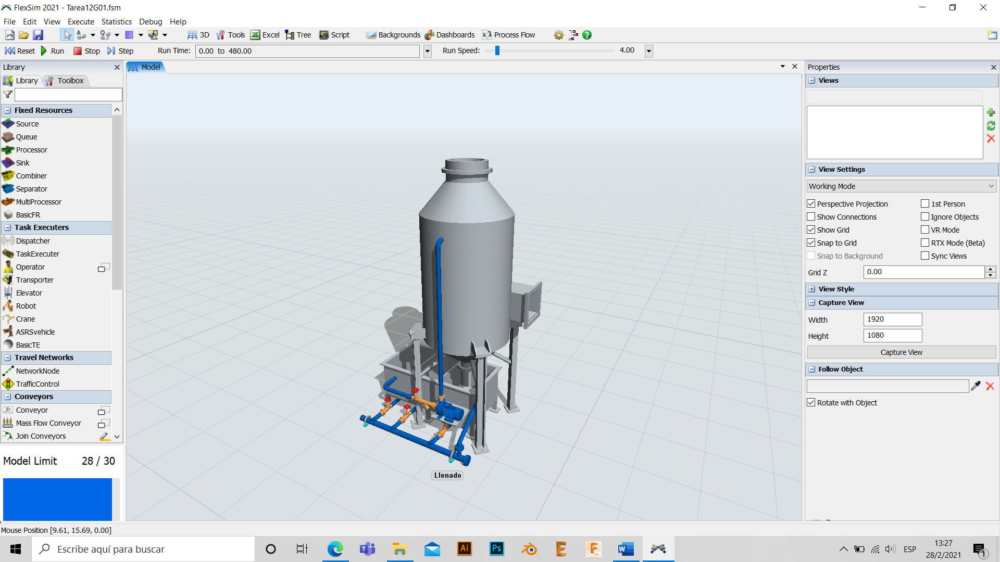 FlexSim 2021 - Tarea12G01.fsm
File Edit View Execute Statistics Debug Help
3D Tools Excel Tree Script Backgrounds Dashboards Process Flow
Reset Run Stop Step Run Time: 0.00 to 480.00 Run Speed: 4.00
Library
Library Toolbox
Fixed Resources
Source
Queue
Processor
Sink
Combiner
Separator
MultiProcessor
BasicFR
Task Executers
Dispatcher
TaskExecuter
Operator
Transporter
Elevator
Robot
Crane
ASRSvehicle
BasicTE
Travel Networks
NetworkNode
TrafficControl
Conveyors
Conveyor
Mass Flow Conveyor
Join Conveyors
Model Limit 28 / 30
Model
Llenado
Properties
Views
View Settings
Working Mode
Perspective Projection 1st Person
Show Connections Ignore Objects
Show Grid VR Mode
Snap to Grid RTX Mode (Beta)
Snap to Background Sync Views
Grid Z 0.00
View Style
Capture View
Width 1920
Height 1080
Capture View
Follow Object
Rotate with Object
Mouse Position [9.61, 15.69, 0.00]
Escribe aquí para buscar
Ai
Ps
E
F
W
ESP
13:27
28/2/2021
1